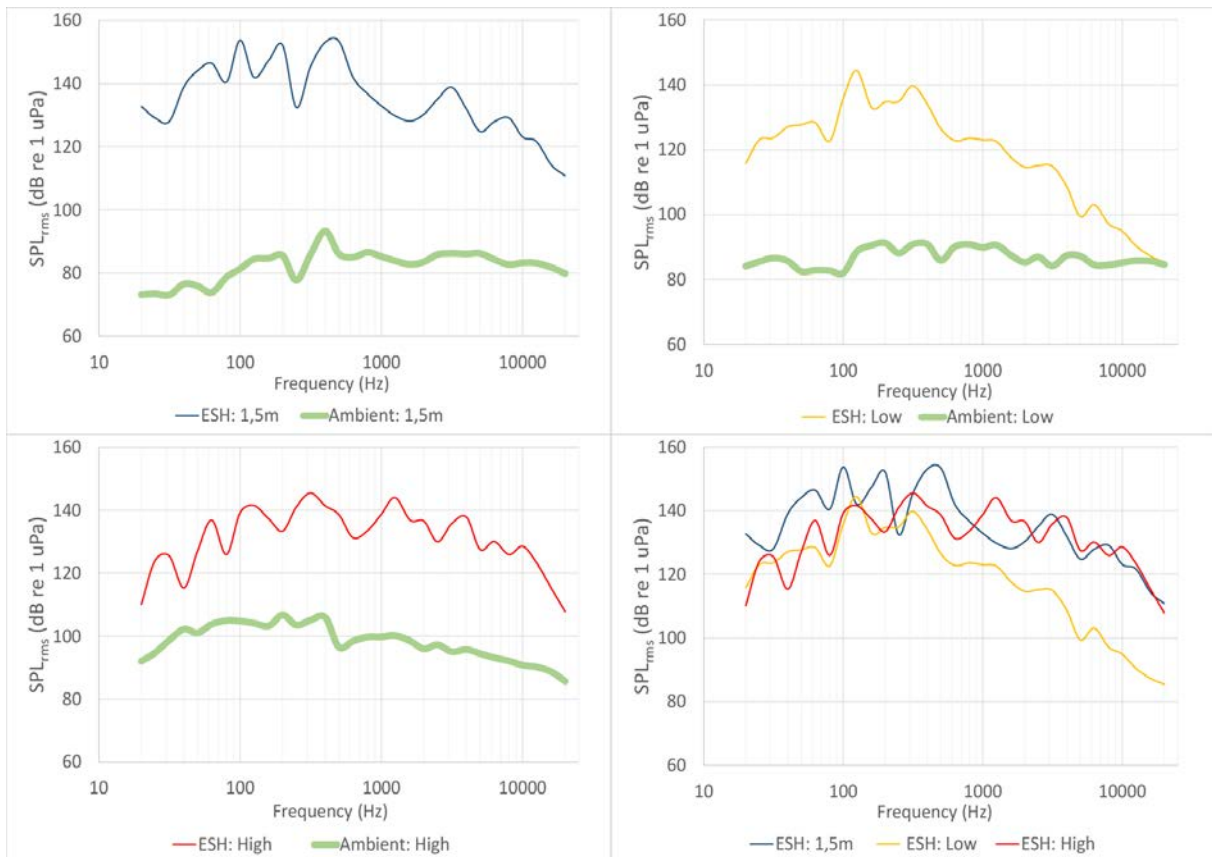 160
140
120
100
80
60
SPLrms (dB re 1 uPa)
10 100 1000 10000
Frequency (Hz)
ESH: 1,5m Ambient: 1,5m
160
140
120
100
80
60
SPLrms (dB re 1 uPa)
10 100 1000 10000
Frequency (Hz)
ESH: Low Ambient: Low
160
140
120
100
80
60
SPLrms (dB re 1 uPa)
10 100 1000 10000
Frequency (Hz)
ESH: High Ambient: High
160
140
120
100
80
60
SPLrms (dB re 1 uPa)
10 100 1000 10000
Frequency (Hz)
ESH: 1,5m ESH: Low ESH: High